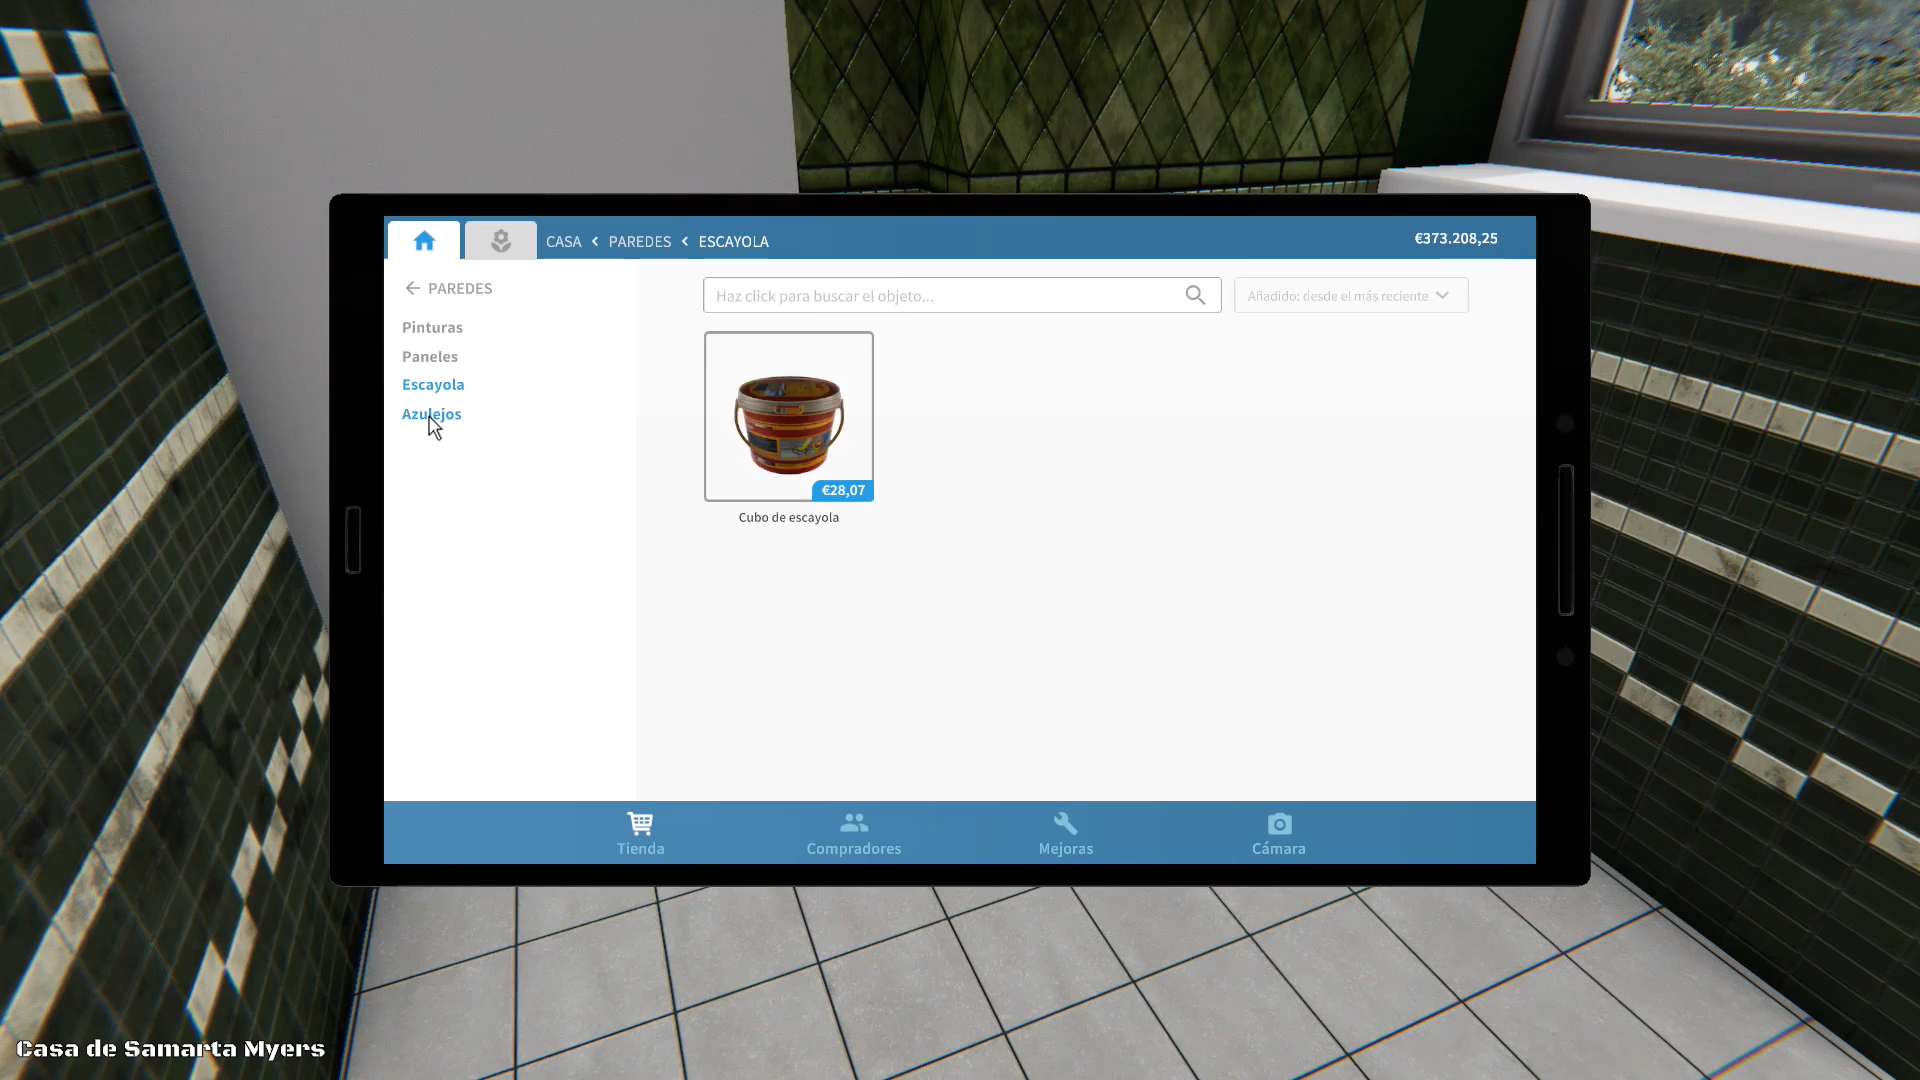 CASA < PAREDES < ESCAYOLA
€373.208,25
← PAREDES
Pinturas
Paneles
Escayola
Azulejos
Haz click para buscar el objeto...
Añadido: desde el más reciente
€28,07
Cubo de escayola
Tienda
Compradores
Mejoras
Cámara
Casa de Samarta Myers